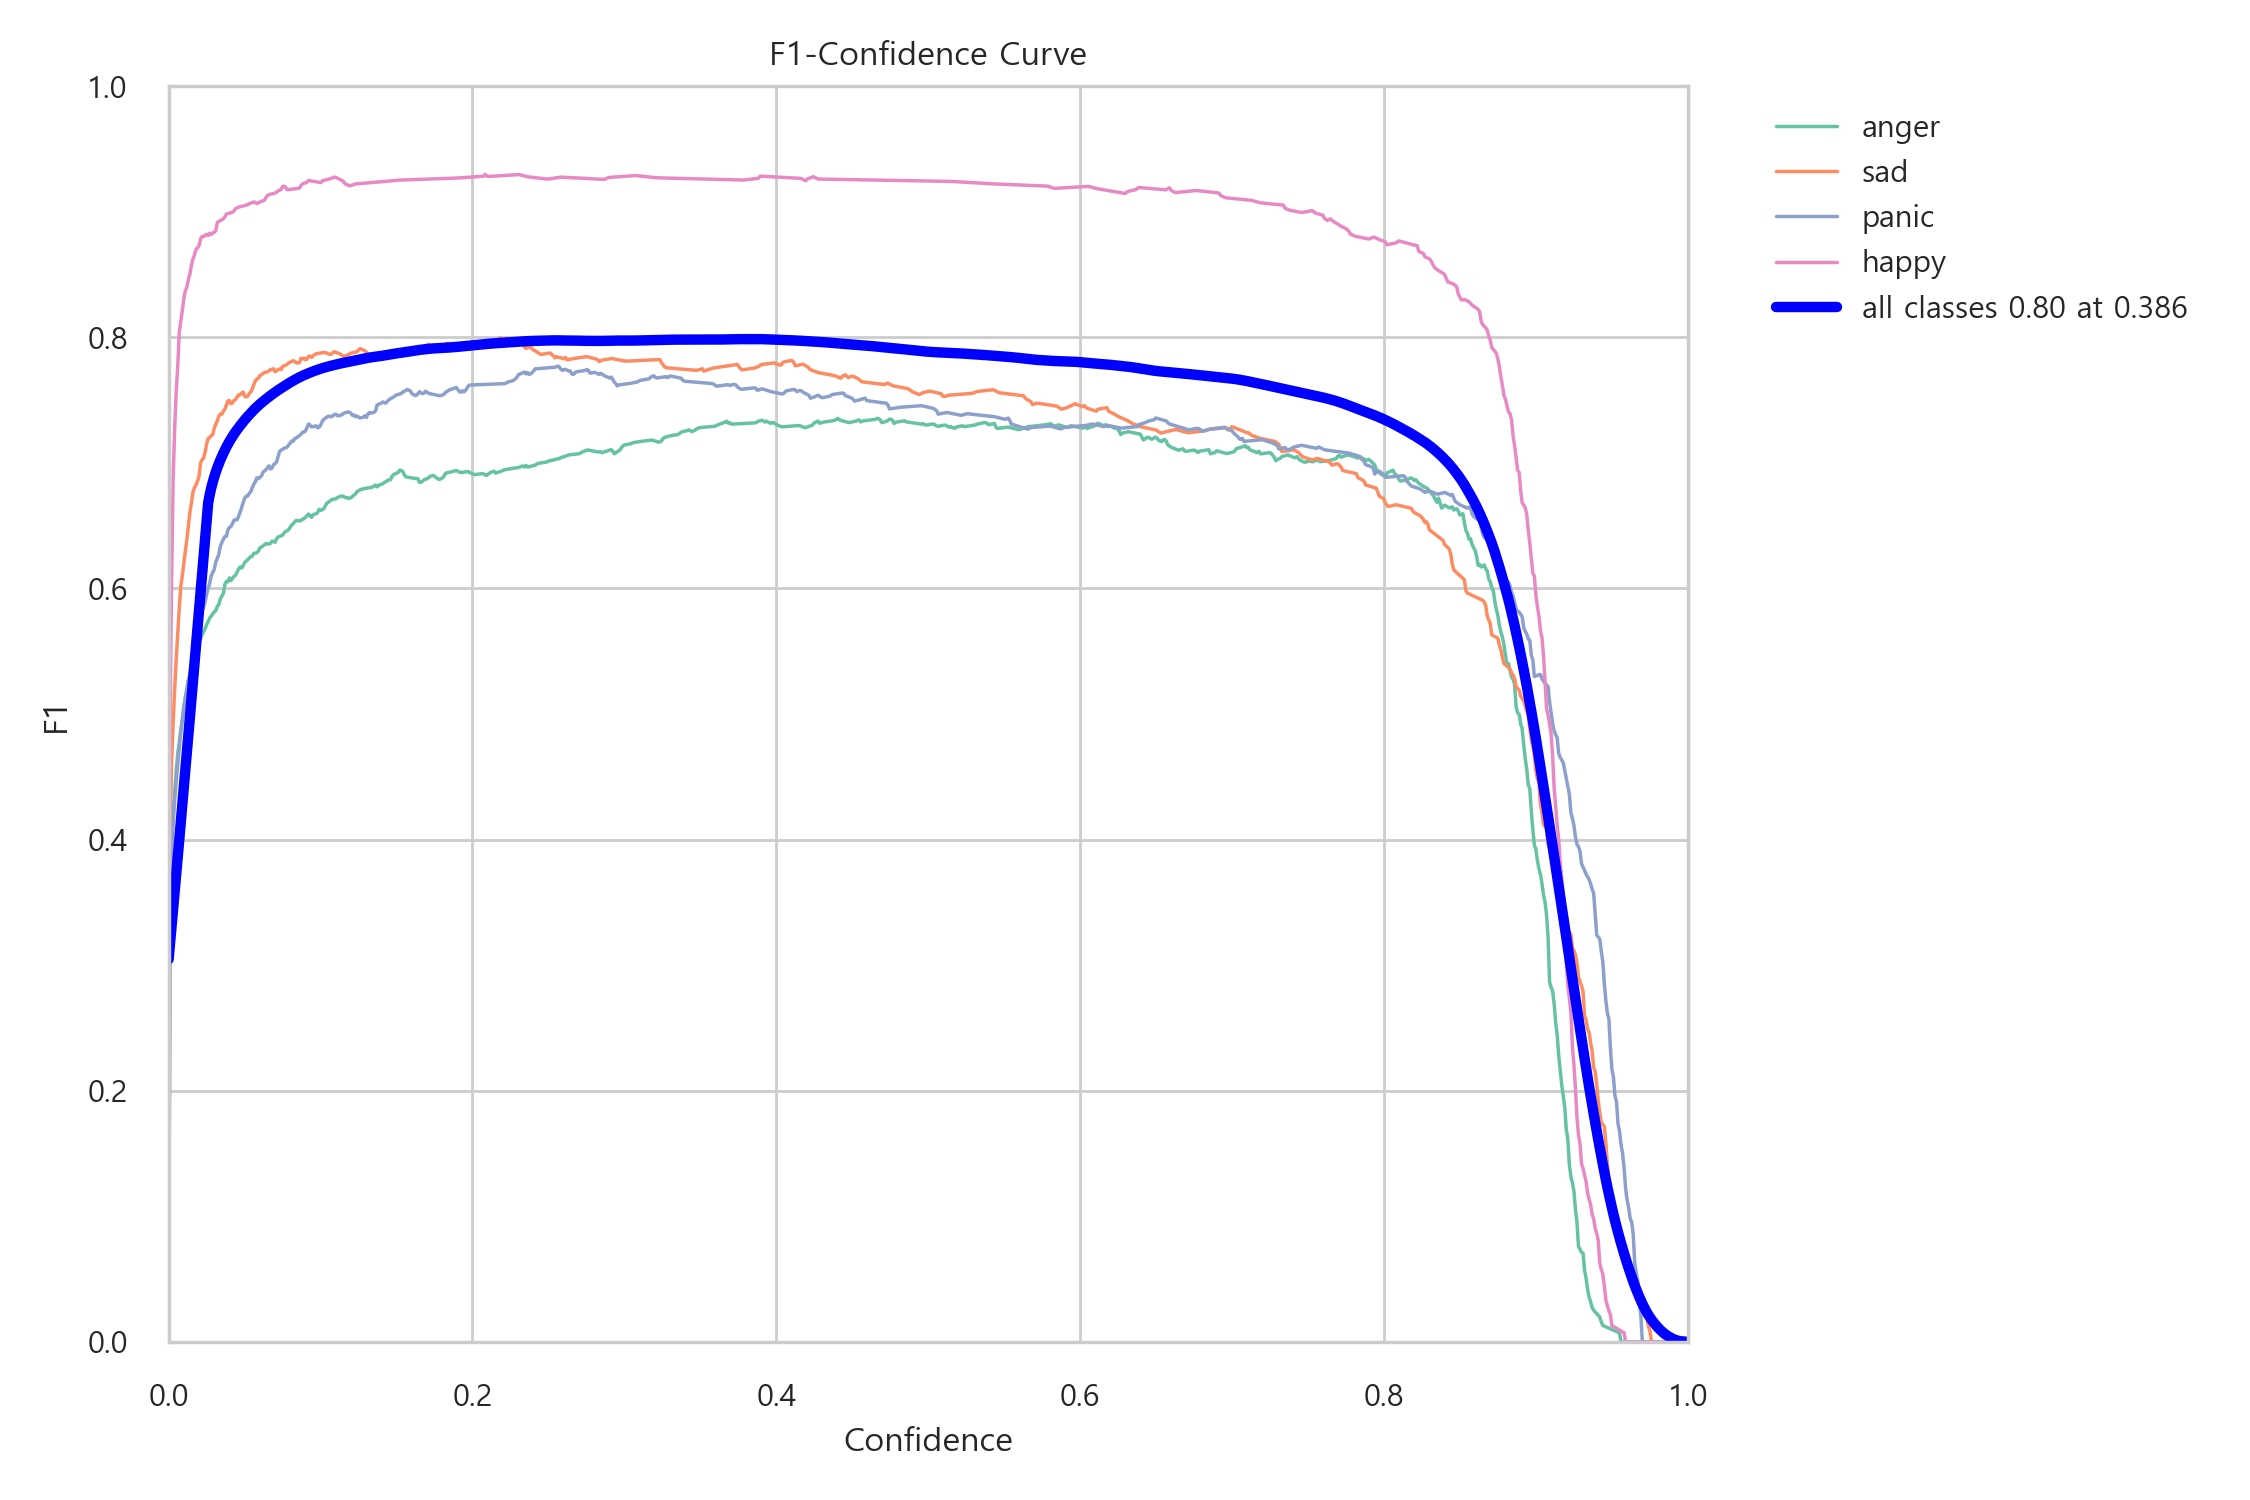 F1-Confidence Curve
1.0
0.8
0.6
0.4
0.2
0.0
F1
0.0 0.2 0.4 0.6 0.8 1.0
Confidence
anger
sad
panic
happy
all classes 0.80 at 0.386